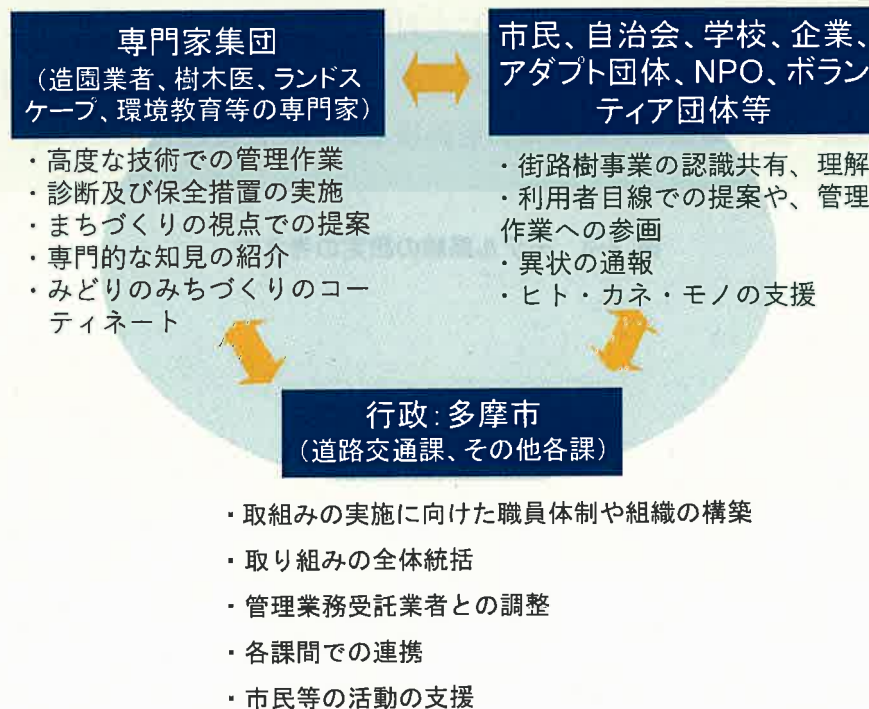 専門家集団
（造園業者、樹木医、ランドス
ケープ、環境教育等の専門家）
・高度な技術での管理作業
・診断及び保全措置の実施
・まちづくりの視点での提案
・専門的な知見の紹介
・みどりのみちづくりのコー
ティネート
市民、自治会、学校、企業、
アダプト団体、NPO、ボラン
ティア団体等
・街路樹事業の認識共有、理解
・利用者目線での提案や、管理
作業への参画
・異状の通報
・ヒト・カネ・モノの支援
行政：多摩市
（道路交通課、その他各課）
・取組みの実施に向けた職員体制や組織の構築
・取り組みの全体統括
・管理業務受託業者との調整
・各課間での連携
・市民等の活動の支援